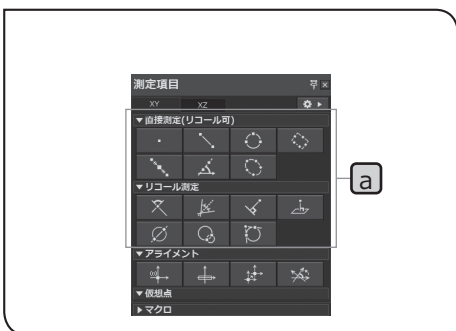 測定項目
XY XZ
▼直接測定(リコール可)
a
▼リコール測定
▼アライメント
▼仮想点
▶マクロ